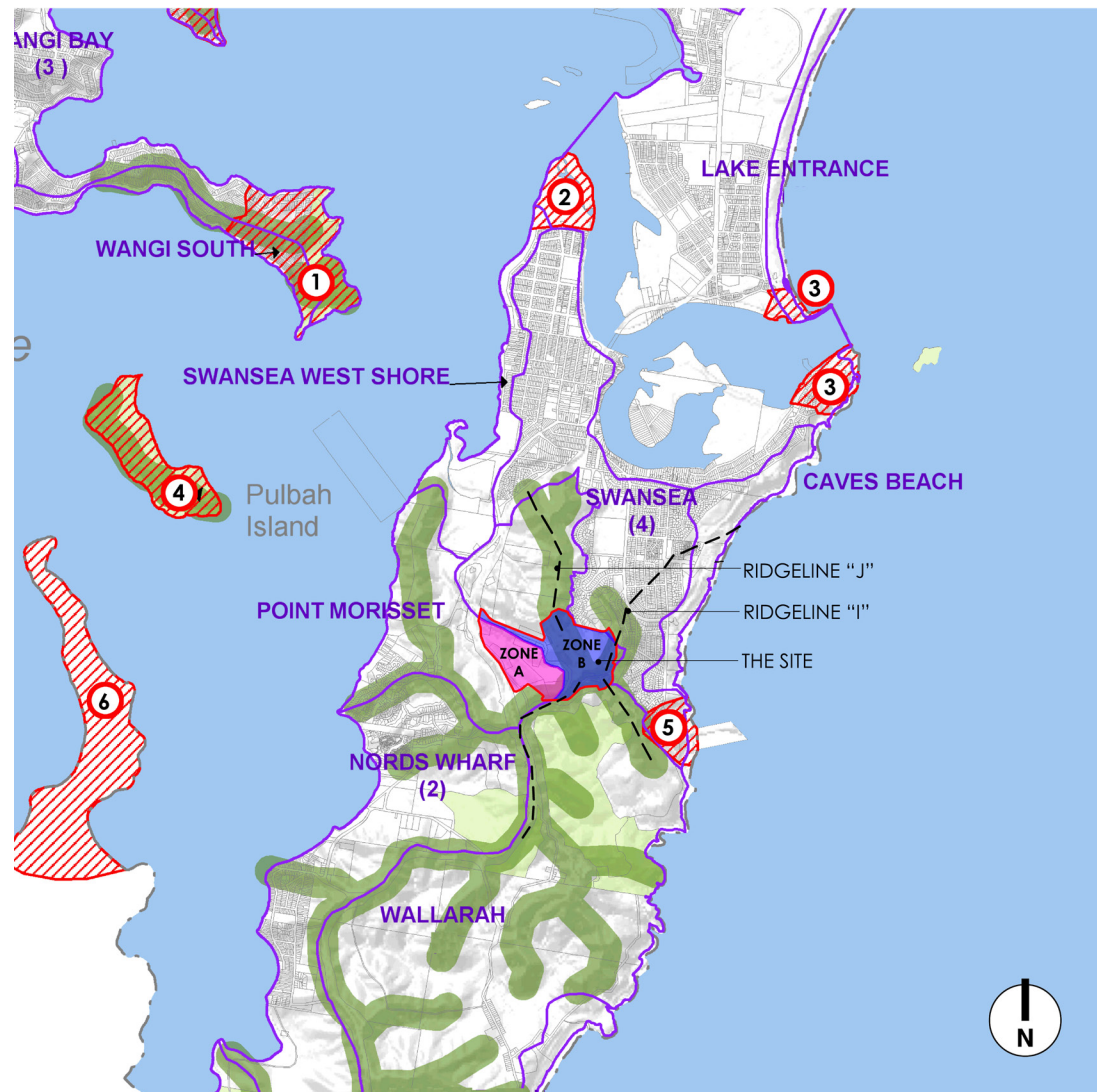 ANGI BAY
(3 )
LAKE ENTRANCE
2
WANGI SOUTH
1
3
e
SWANSEA WEST SHORE
3
4
Pulbah
Island
CAVES BEACH
SWANSEA
(4)
RIDGELINE “J”
POINT MORISSET
RIDGELINE “I”
ZONE
A
ZONE
B
THE SITE
6
5
NORDS WHARF
(2)
WALLARAH
N